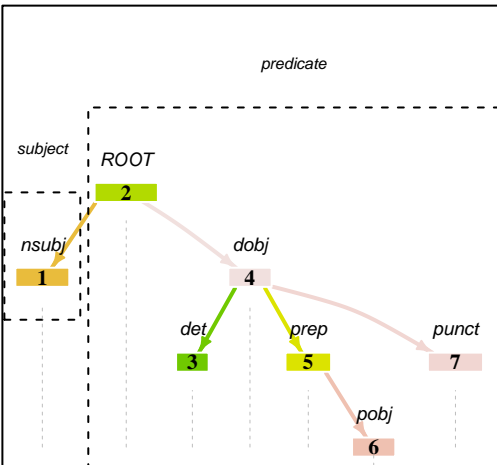 predicate
subject
ROOT
2
nsubj
dobj
1
4
det
prep
punct
3
5
7
pobj
6